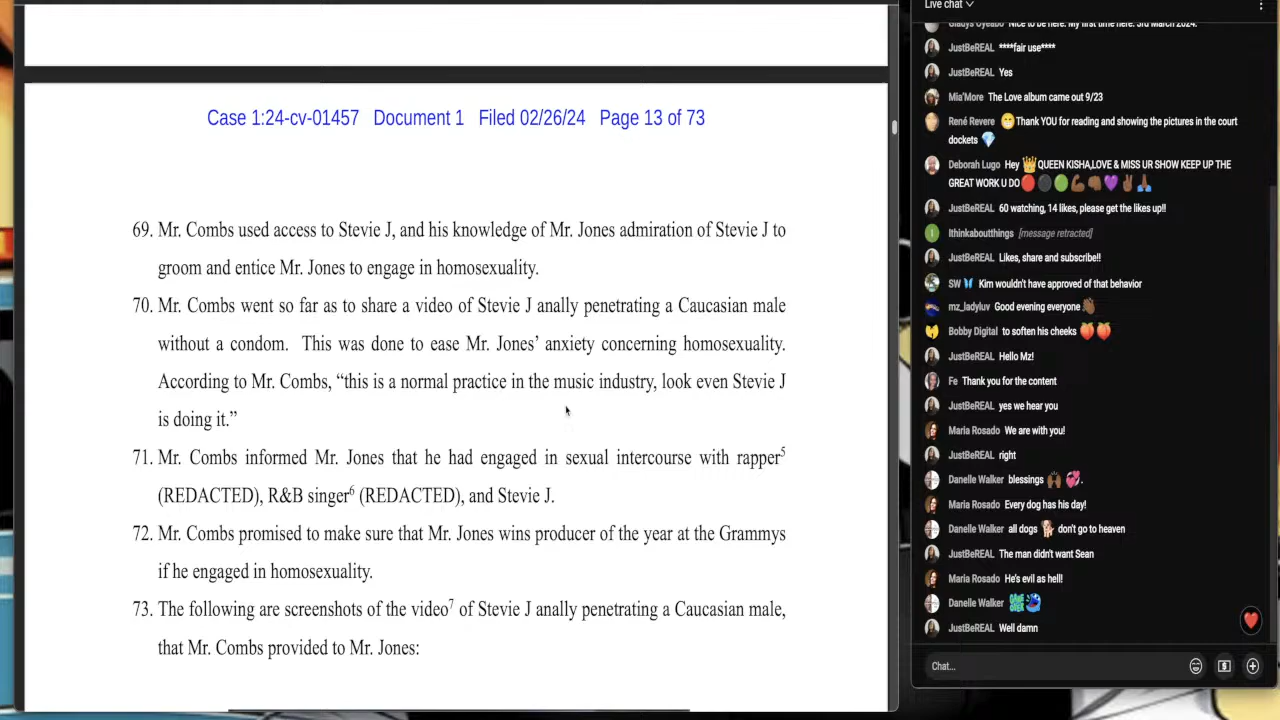 Case 1:24-cv-01457 Document 1 Filed 02/26/24 Page 13 of 73
69. Mr. Combs used access to Stevie J, and his knowledge of Mr. Jones admiration of Stevie J to
groom and entice Mr. Jones to engage in homosexuality.
70. Mr. Combs went so far as to share a video of Stevie J anally penetrating a Caucasian male
without a condom. This was done to ease Mr. Jones’ anxiety concerning homosexuality.
According to Mr. Combs, “this is a normal practice in the music industry, look even Stevie J
is doing it.”
71. Mr. Combs informed Mr. Jones that he had engaged in sexual intercourse with rapper5
(REDACTED), R&B singer6 (REDACTED), and Stevie J.
72. Mr. Combs promised to make sure that Mr. Jones wins producer of the year at the Grammys
if he engaged in homosexuality.
73. The following are screenshots of the video7 of Stevie J anally penetrating a Caucasian male,
that Mr. Combs provided to Mr. Jones:
Live chat
Gladys Oyeabo Nice to be here. My first time here. 3rd March 2024.
JustBeREAL ****fair use****
JustBeREAL Yes
Mia’More The Love album came out 9/23
René Revere 😁Thank YOU for reading and showing the pictures in the court
dockets 💎
Deborah Lugo Hey 👑QUEEN KISHA,LOVE & MISS UR SHOW KEEP UP THE
GREAT WORK U DO🔴⚫🟢💪🏾👊🏾💜✌🏾🙏🏾
JustBeREAL 60 watching, 14 likes, please get the likes up!!
I Ithinkaboutthings [message retracted]
JustBeREAL Likes, share and subscribe!!
SW 🦋 Kim wouldn't have approved of that behavior
mz_ladyluv Good evening everyone👋🏾
Bobby Digital to soften his cheeks 🍑🍑
JustBeREAL Hello Mz!
Fe Thank you for the content
JustBeREAL yes we hear you
Maria Rosado We are with you!
JustBeREAL right
Danelle Walker blessings 🙌🏾 💞.
Maria Rosado Every dog has his day!
Danelle Walker all dogs 🐕 don't go to heaven
JustBeREAL The man didn't want Sean
Maria Rosado He's evil as hell!
Danelle Walker
JustBeREAL Well damn
Chat...